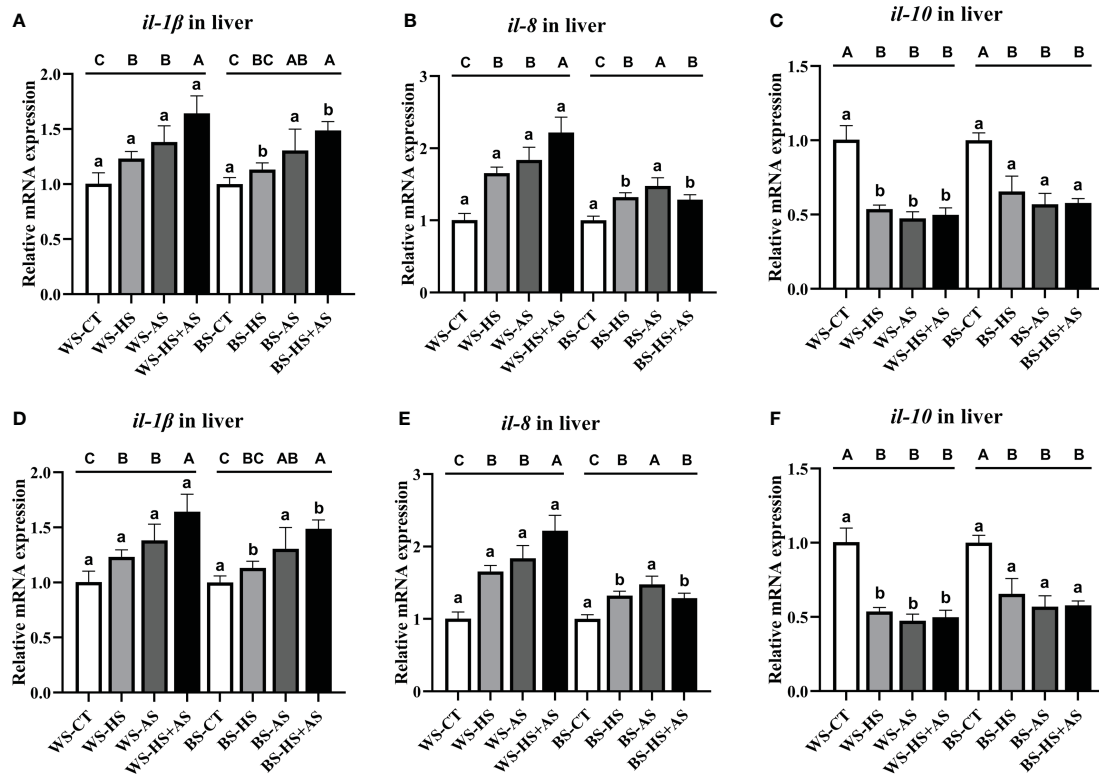 A
il-1β in liver
C B B A C BC AB A
Relative mRNA expression
2.0
1.5
1.0
0.5
0.0
a a a a a b a b
WS-CT
WS-HS
WS-AS
WS-HS+AS
BS-CT
BS-HS
BS-AS
BS-HS+AS
B
il-8 in liver
C B B A C B A B
Relative mRNA expression
3
2
1
0
a a a a a b a b
WS-CT
WS-HS
WS-AS
WS-HS+AS
BS-CT
BS-HS
BS-AS
BS-HS+AS
C
il-10 in liver
A B B B A B B B
Relative mRNA expression
1.5
1.0
0.5
0.0
a b b b a a a a
WS-CT
WS-HS
WS-AS
WS-HS+AS
BS-CT
BS-HS
BS-AS
BS-HS+AS
D
il-1β in liver
C B B A C BC AB A
Relative mRNA expression
2.0
1.5
1.0
0.5
0.0
a a a a a b a b
WS-CT
WS-HS
WS-AS
WS-HS+AS
BS-CT
BS-HS
BS-AS
BS-HS+AS
E
il-8 in liver
C B B A C B A B
Relative mRNA expression
3
2
1
0
a a a a a b a b
WS-CT
WS-HS
WS-AS
WS-HS+AS
BS-CT
BS-HS
BS-AS
BS-HS+AS
F
il-10 in liver
A B B B A B B B
Relative mRNA expression
1.5
1.0
0.5
0.0
a b b b a a a a
WS-CT
WS-HS
WS-AS
WS-HS+AS
BS-CT
BS-HS
BS-AS
BS-HS+AS